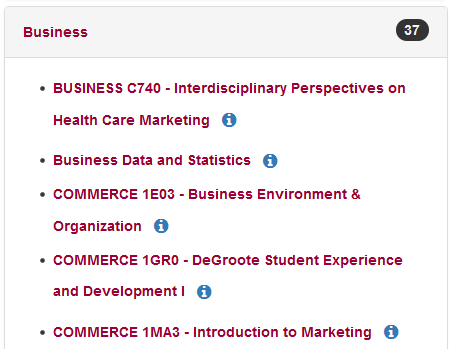 Business 37
BUSINESS C740 - Interdisciplinary Perspectives on
Health Care Marketing
Business Data and Statistics
COMMERCE 1E03 - Business Environment &
Organization
COMMERCE 1GR0 - DeGroote Student Experience
and Development I
COMMERCE 1MA3 - Introduction to Marketing